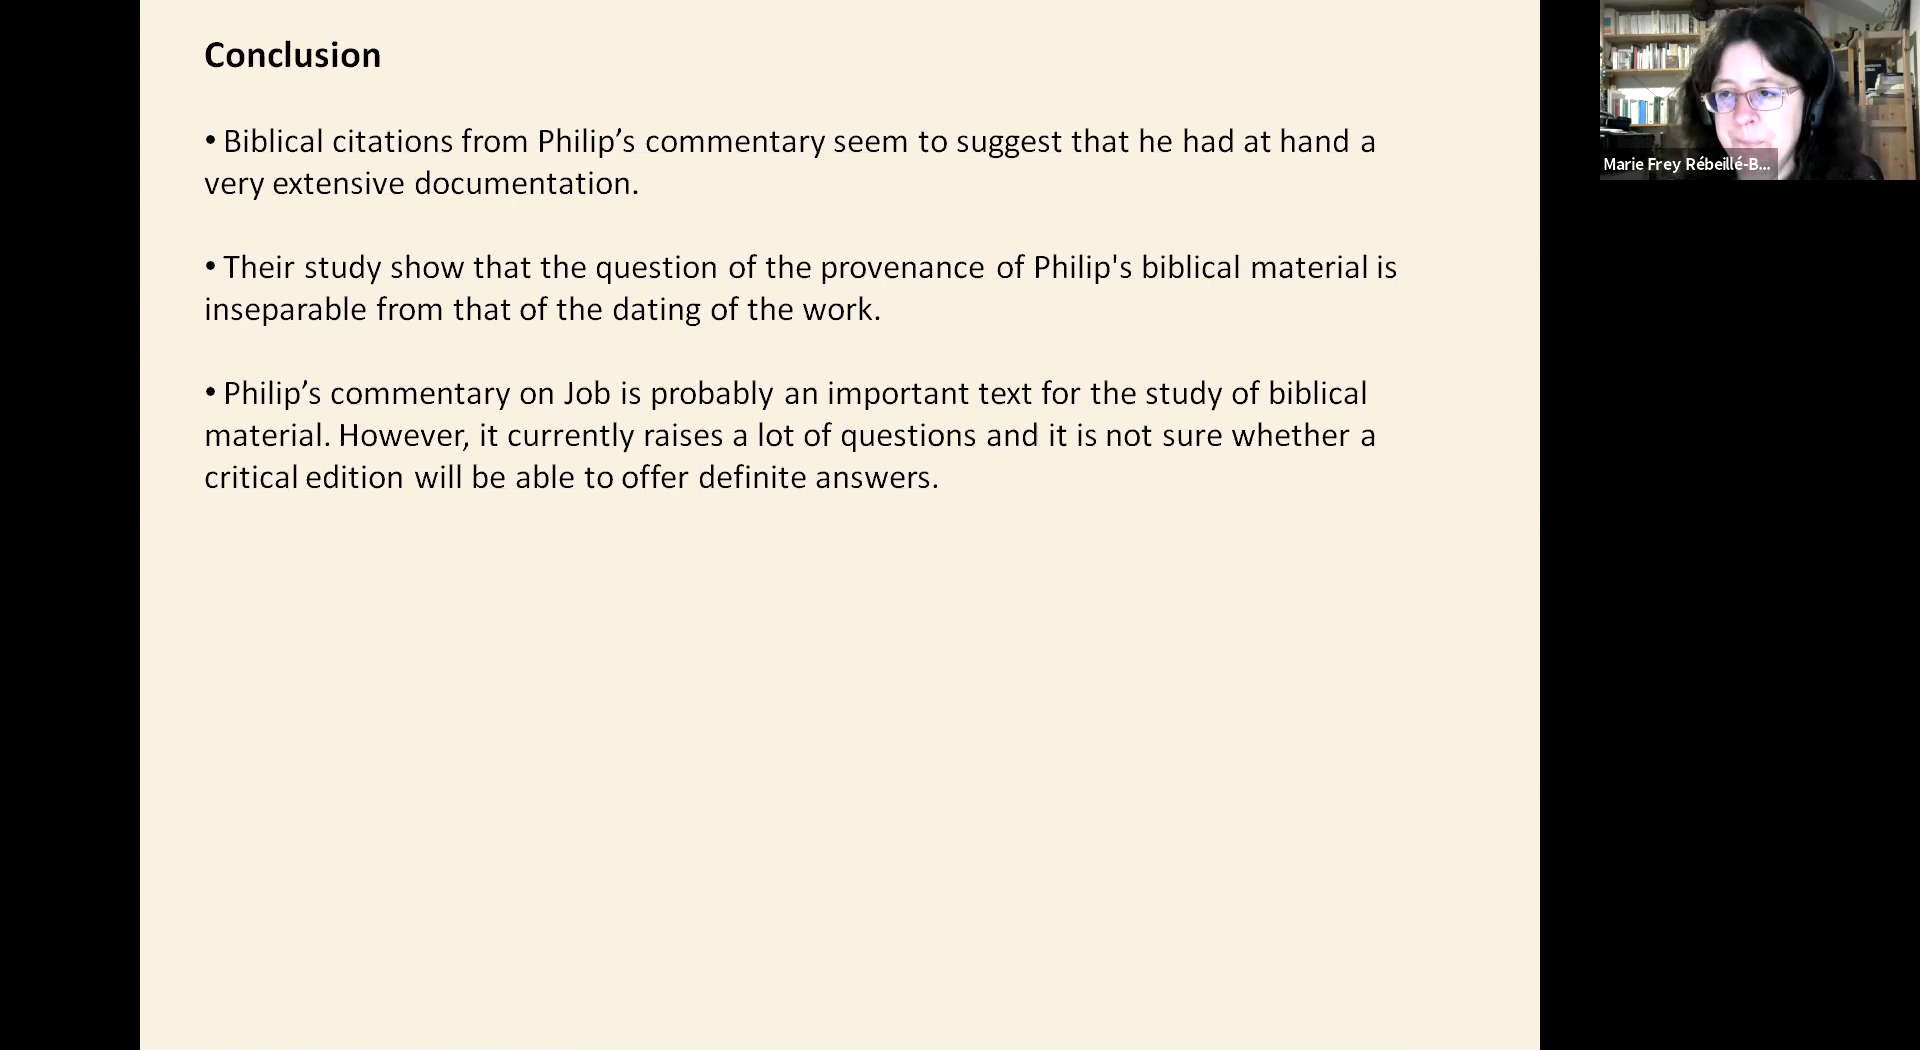 Conclusion
• Biblical citations from Philip’s commentary seem to suggest that he had at hand a
very extensive documentation.
• Their study show that the question of the provenance of Philip's biblical material is
inseparable from that of the dating of the work.
• Philip’s commentary on Job is probably an important text for the study of biblical
material. However, it currently raises a lot of questions and it is not sure whether a
critical edition will be able to offer definite answers.
Marie Frey Rébeillé-B...